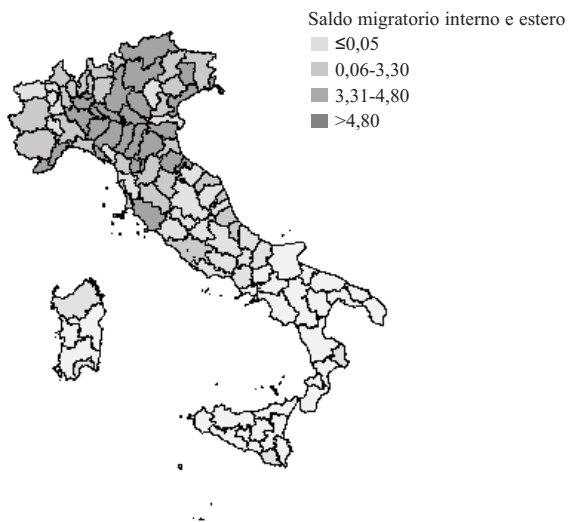 Saldo migratorio interno e estero
≤0,05
0,06-3,30
3,31-4,80
>4,80